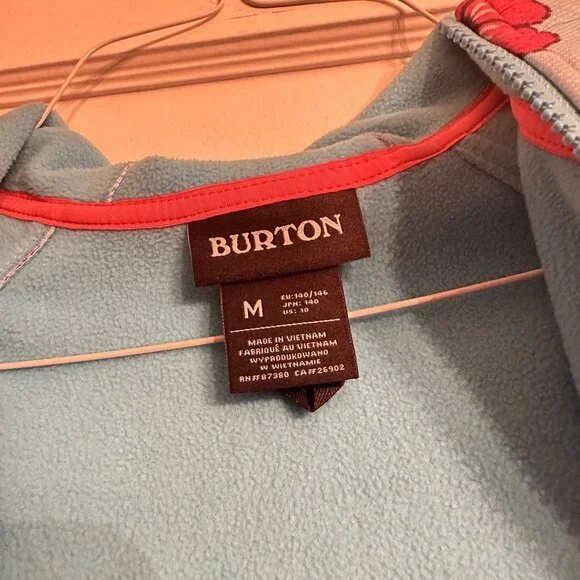 BURTON
M
EU:140/146
JPN: 140
US: 10
MADE IN VIETNAM
FABRIQUÉ AU VIETNAM
WYPRODUKOWANO
W WIETNAMIE
RN#87380 CA#26902